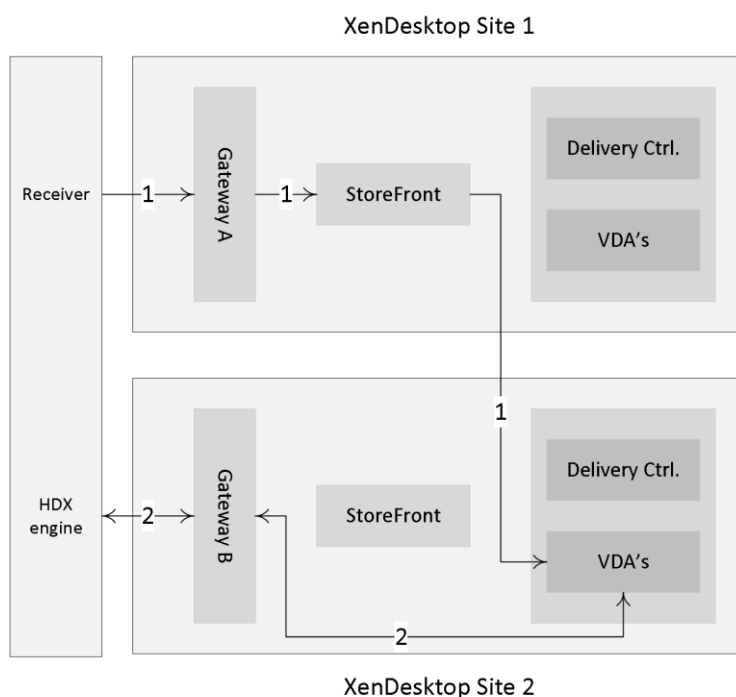 XenDesktop Site 1
Receiver
1
Gateway A
1
StoreFront
Delivery Ctrl.
VDA's
1
HDX
engine
2
Gateway B
StoreFront
Delivery Ctrl.
VDA's
2
XenDesktop Site 2